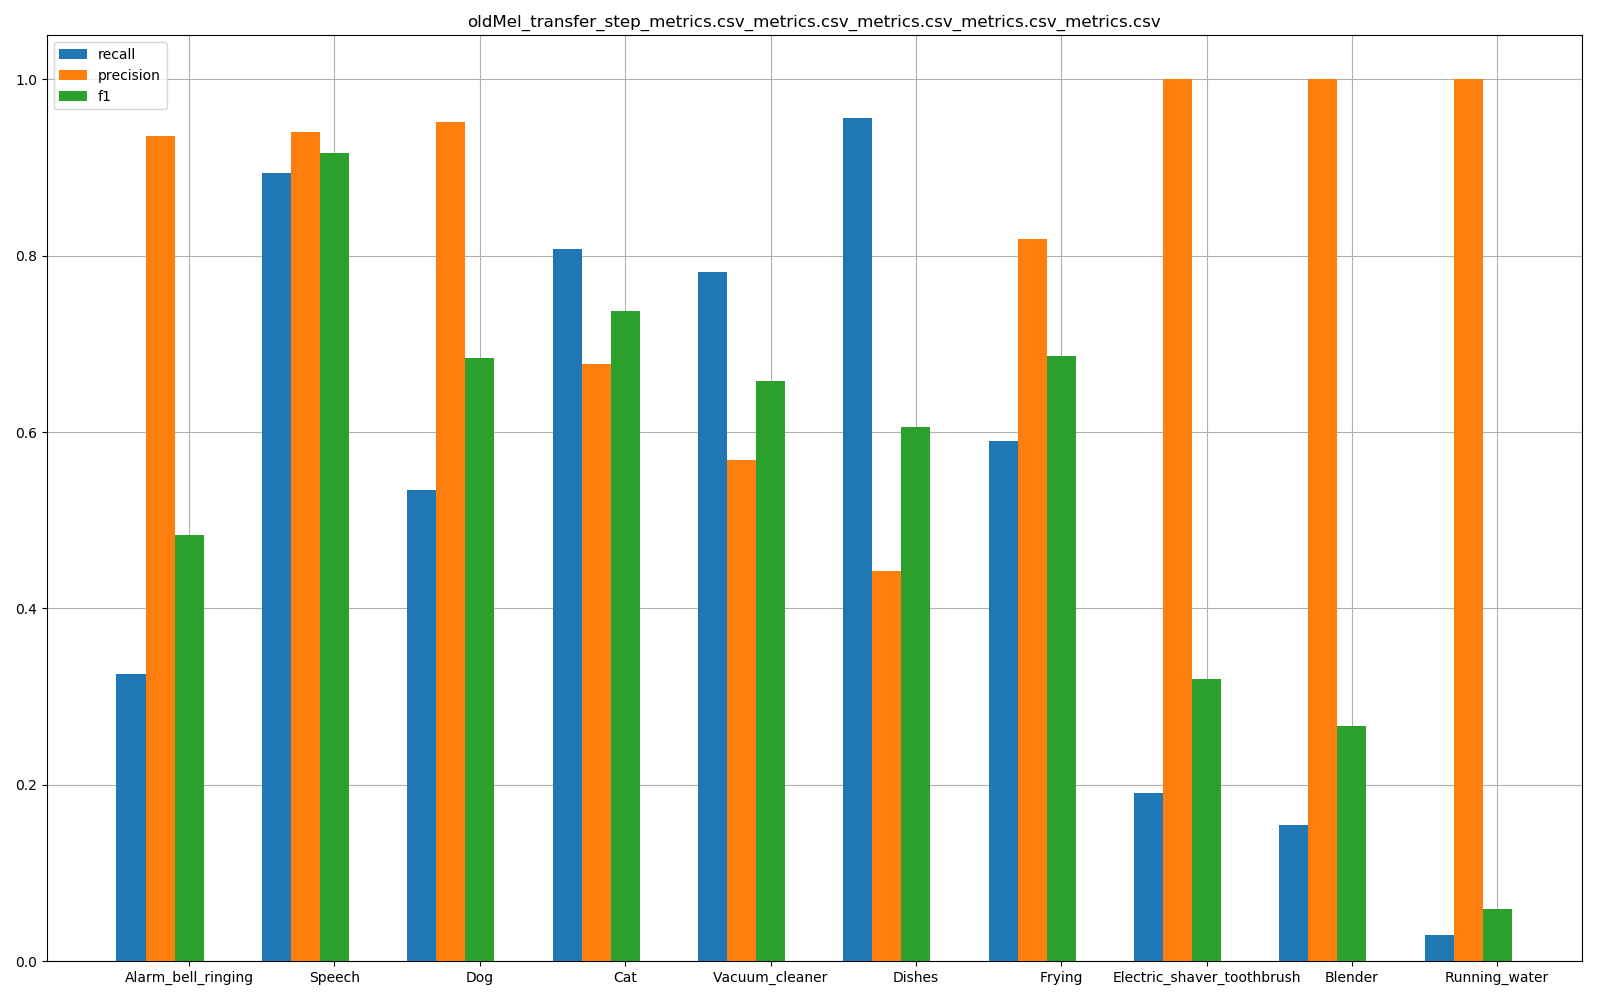 oldMel_transfer_step_metrics.csv_metrics.csv_metrics.csv_metrics.csv_metrics.csv
recall
precision
f1
1.0
0.8
0.6
0.4
0.2
0.0
Alarm_bell_ringing Speech Dog Cat Vacuum_cleaner Dishes Frying Electric_shaver_toothbrush Blender Running_water